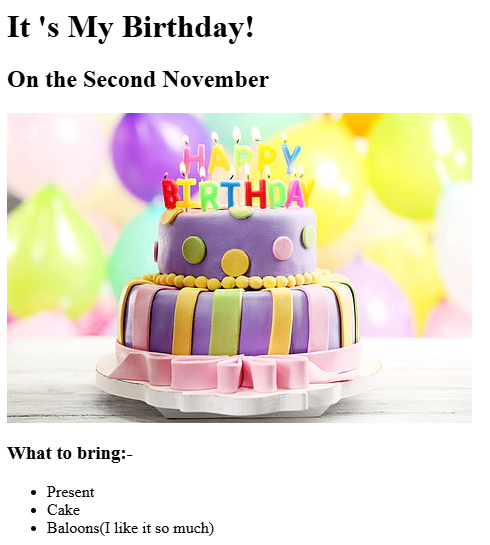 It 's My Birthday!
On the Second November
HAPPY
BIRTHDAY
What to bring:-
Present
Cake
Baloons(I like it so much)